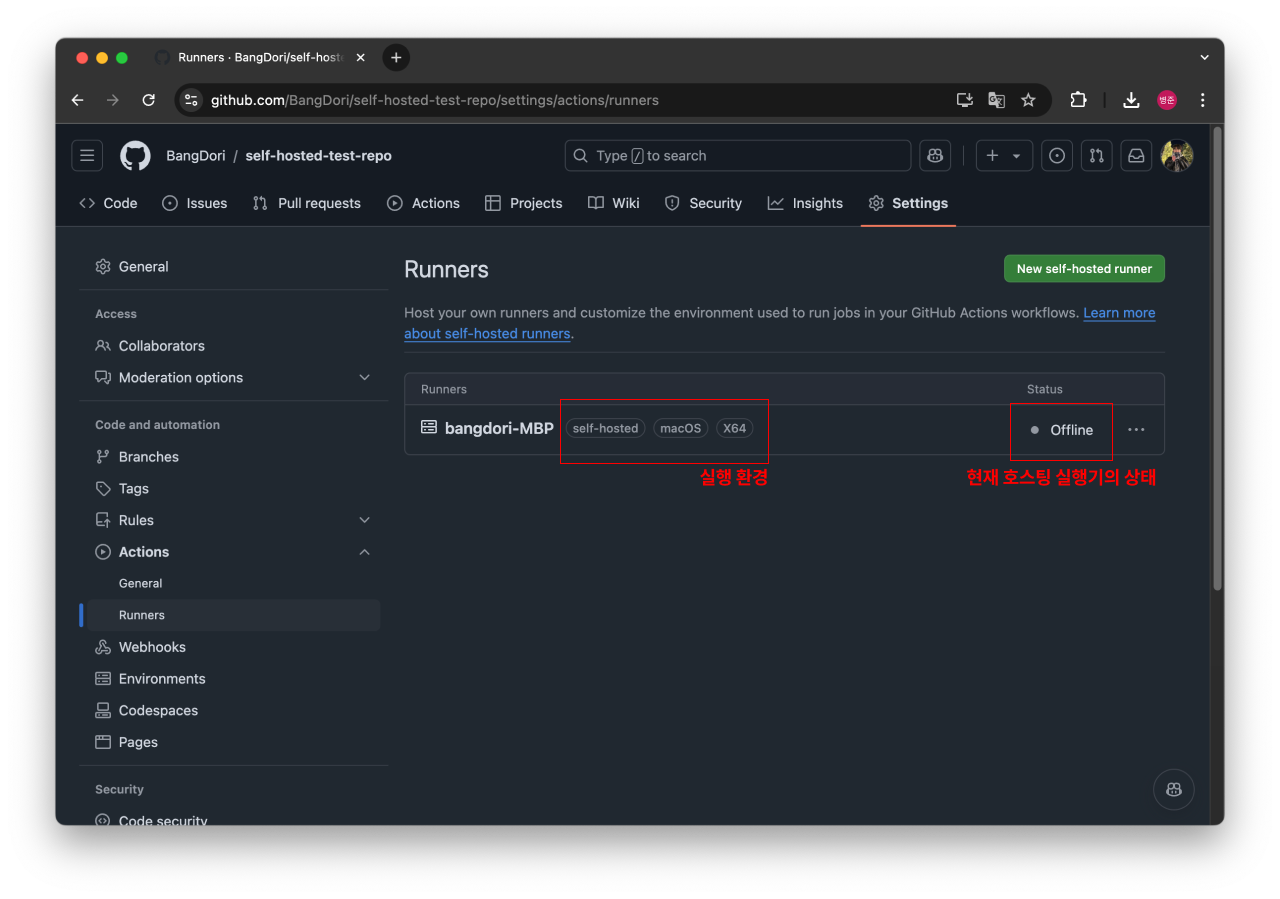 Runners · BangDori/self-host
github.com/BangDori/self-hosted-test-repo/settings/actions/runners
병준
BangDori / self-hosted-test-repo
Type / to search
Code Issues Pull requests Actions Projects Wiki Security Insights Settings
General
Access
Collaborators
Moderation options
Code and automation
Branches
Tags
Rules
Actions
General
Runners
Webhooks
Environments
Codespaces
Pages
Security
Code security
Runners
New self-hosted runner
Host your own runners and customize the environment used to run jobs in your GitHub Actions workflows. Learn more
about self-hosted runners.
Runners Status
bangdori-MBP self-hosted macOS X64 Offline
실행 환경 현재 호스팅 실행기의 상태